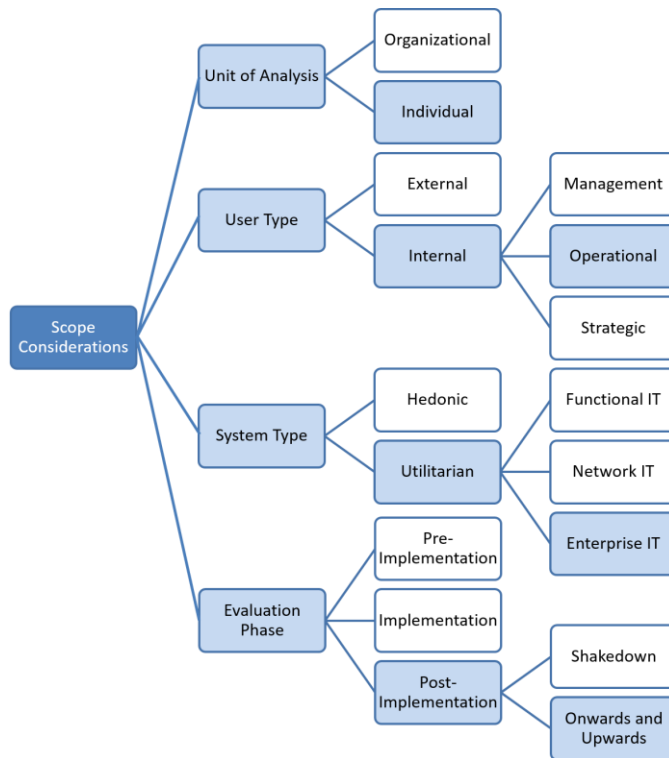 Organizational
Unit of Analysis
Individual
External
Management
User Type
Internal
Operational
Strategic
Scope
Considerations
Hedonic
Functional IT
System Type
Utilitarian
Network IT
Enterprise IT
Pre-
Implementation
Evaluation
Phase
Implementation
Post-
Implementation
Shakedown
Onwards and
Upwards